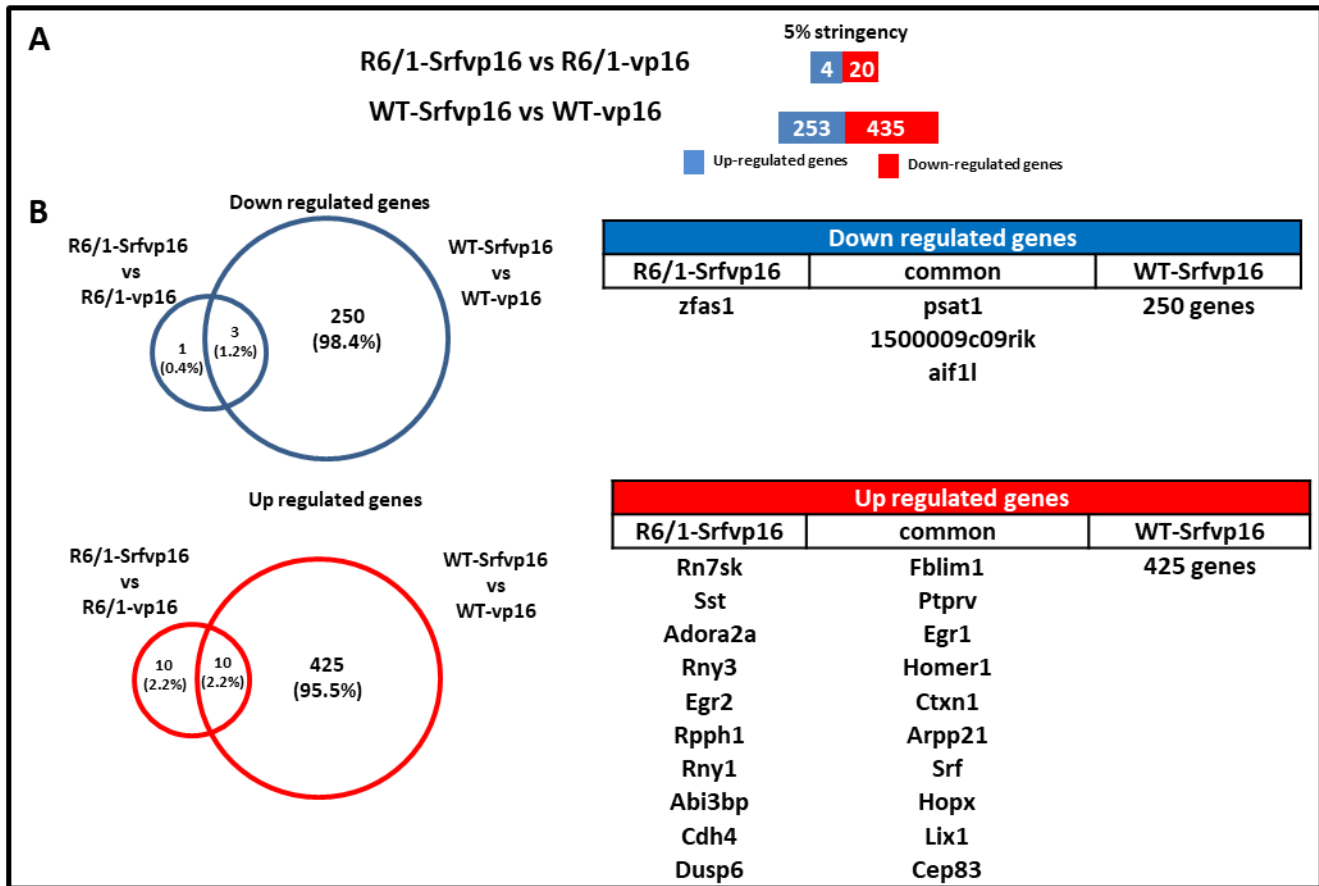 A
5% stringency
R6/1-Srfvp16 vs R6/1-vp16
4 20
WT-Srfvp16 vs WT-vp16
253 435
Up-regulated genes Down-regulated genes
B
Down regulated genes
R6/1-Srfvp16
vs
R6/1-vp16
WT-Srfvp16
vs
WT-vp16
1
(0.4%)
3
(1.2%)
250
(98.4%)
Down regulated genes
R6/1-Srfvp16 common WT-Srfvp16
zfas1 psat1 250 genes
1500009c09rik
aif1l
Up regulated genes
R6/1-Srfvp16
vs
R6/1-vp16
WT-Srfvp16
vs
WT-vp16
10
(2.2%)
10
(2.2%)
425
(95.5%)
Up regulated genes
R6/1-Srfvp16 common WT-Srfvp16
Rn7sk Fblim1 425 genes
Sst Ptprv
Adora2a Egr1
Rny3 Homer1
Egr2 Ctxn1
Rpph1 Arpp21
Rny1 Srf
Abi3bp Hopx
Cdh4 Lix1
Dusp6 Cep83